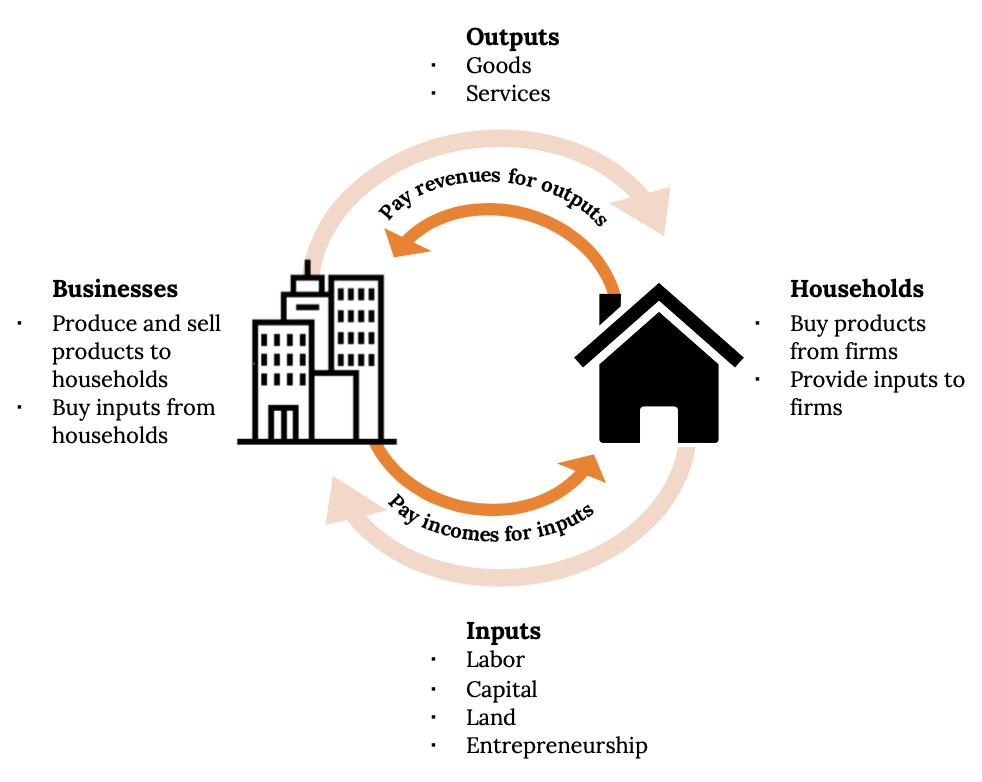 Outputs
· Goods
· Services
Pay revenues for outputs
Businesses
· Produce and sell
products to
households
· Buy inputs from
households
Households
· Buy products
from firms
· Provide inputs to
firms
Pay incomes for inputs
Inputs
· Labor
· Capital
· Land
· Entrepreneurship